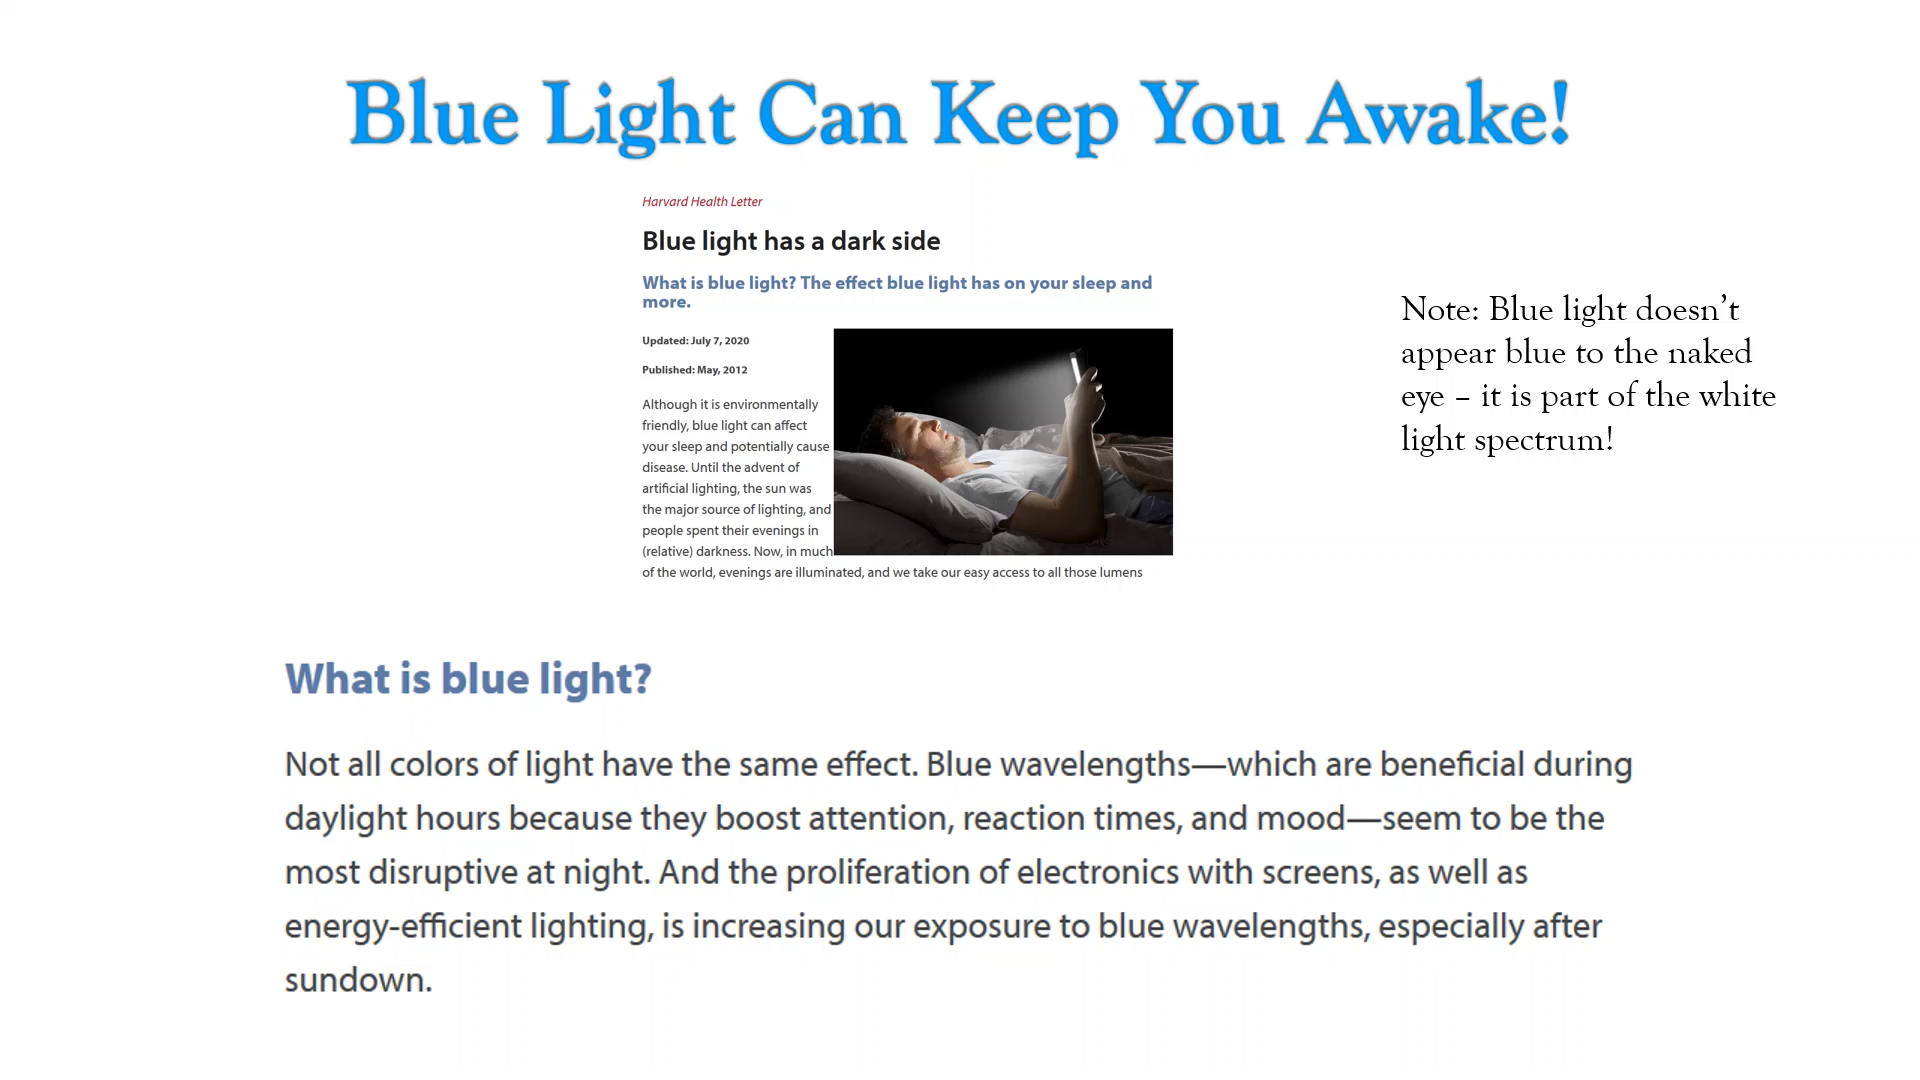 Blue Light Can Keep You Awake!
Harvard Health Letter
Blue light has a dark side
What is blue light? The effect blue light has on your sleep and
more.
Updated: July 7, 2020
Published: May, 2012
Although it is environmentally
friendly, blue light can affect
your sleep and potentially cause
disease. Until the advent of
artificial lighting, the sun was
the major source of lighting, and
people spent their evenings in
(relative) darkness. Now, in much
of the world, evenings are illuminated, and we take our easy access to all those lumens
Note: Blue light doesn’t
appear blue to the naked
eye – it is part of the white
light spectrum!
What is blue light?
Not all colors of light have the same effect. Blue wavelengths—which are beneficial during
daylight hours because they boost attention, reaction times, and mood—seem to be the
most disruptive at night. And the proliferation of electronics with screens, as well as
energy-efficient lighting, is increasing our exposure to blue wavelengths, especially after
sundown.